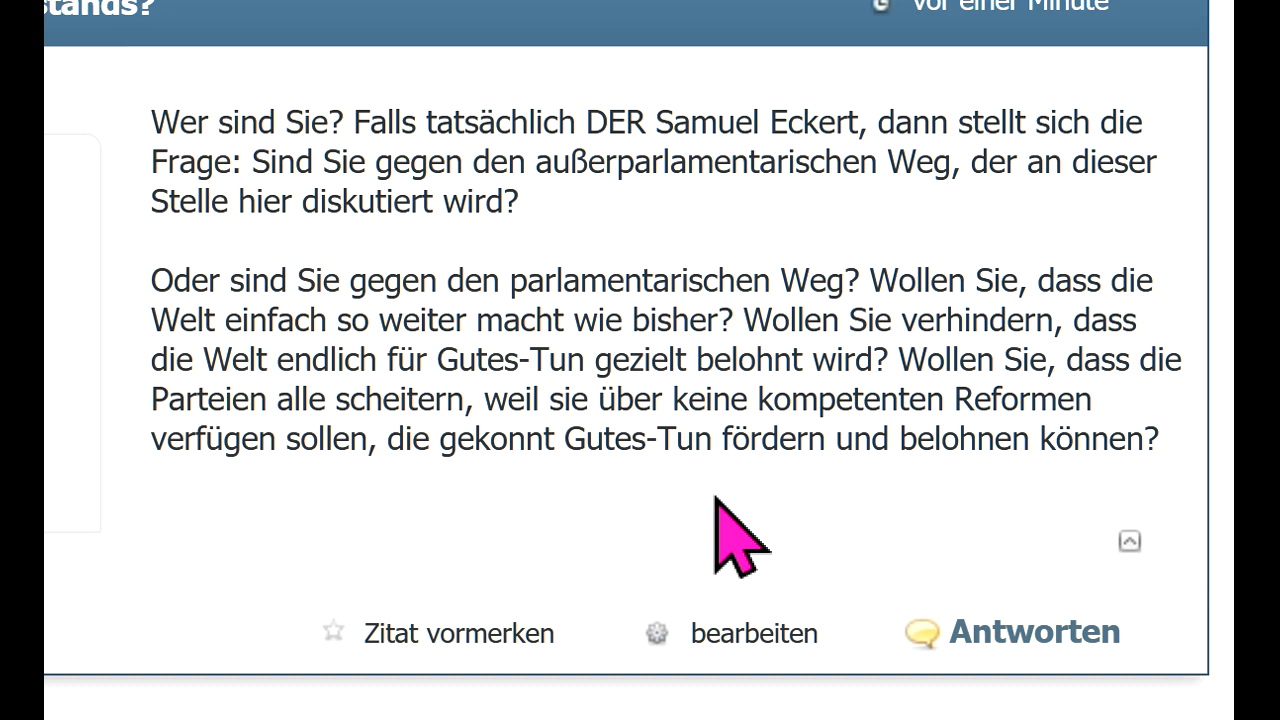 stands?
vor einer Minute
Wer sind Sie? Falls tatsächlich DER Samuel Eckert, dann stellt sich die
Frage: Sind Sie gegen den außerparlamentarischen Weg, der an dieser
Stelle hier diskutiert wird?
Oder sind Sie gegen den parlamentarischen Weg? Wollen Sie, dass die
Welt einfach so weiter macht wie bisher? Wollen Sie verhindern, dass
die Welt endlich für Gutes-Tun gezielt belohnt wird? Wollen Sie, dass die
Parteien alle scheitern, weil sie über keine kompetenten Reformen
verfügen sollen, die gekonnt Gutes-Tun fördern und belohnen können?
Zitat vormerken bearbeiten Antworten